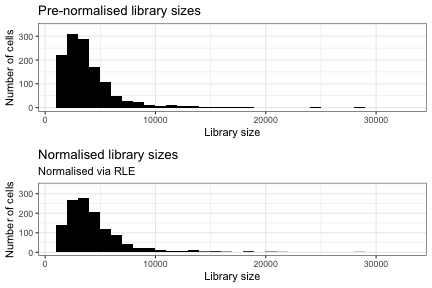 Pre-normalised library sizes
Number of cells
300
200
100
0
0 10000 20000 30000
Library size
Normalised library sizes
Normalised via RLE
Number of cells
300
200
100
0
0 10000 20000 30000
Library size